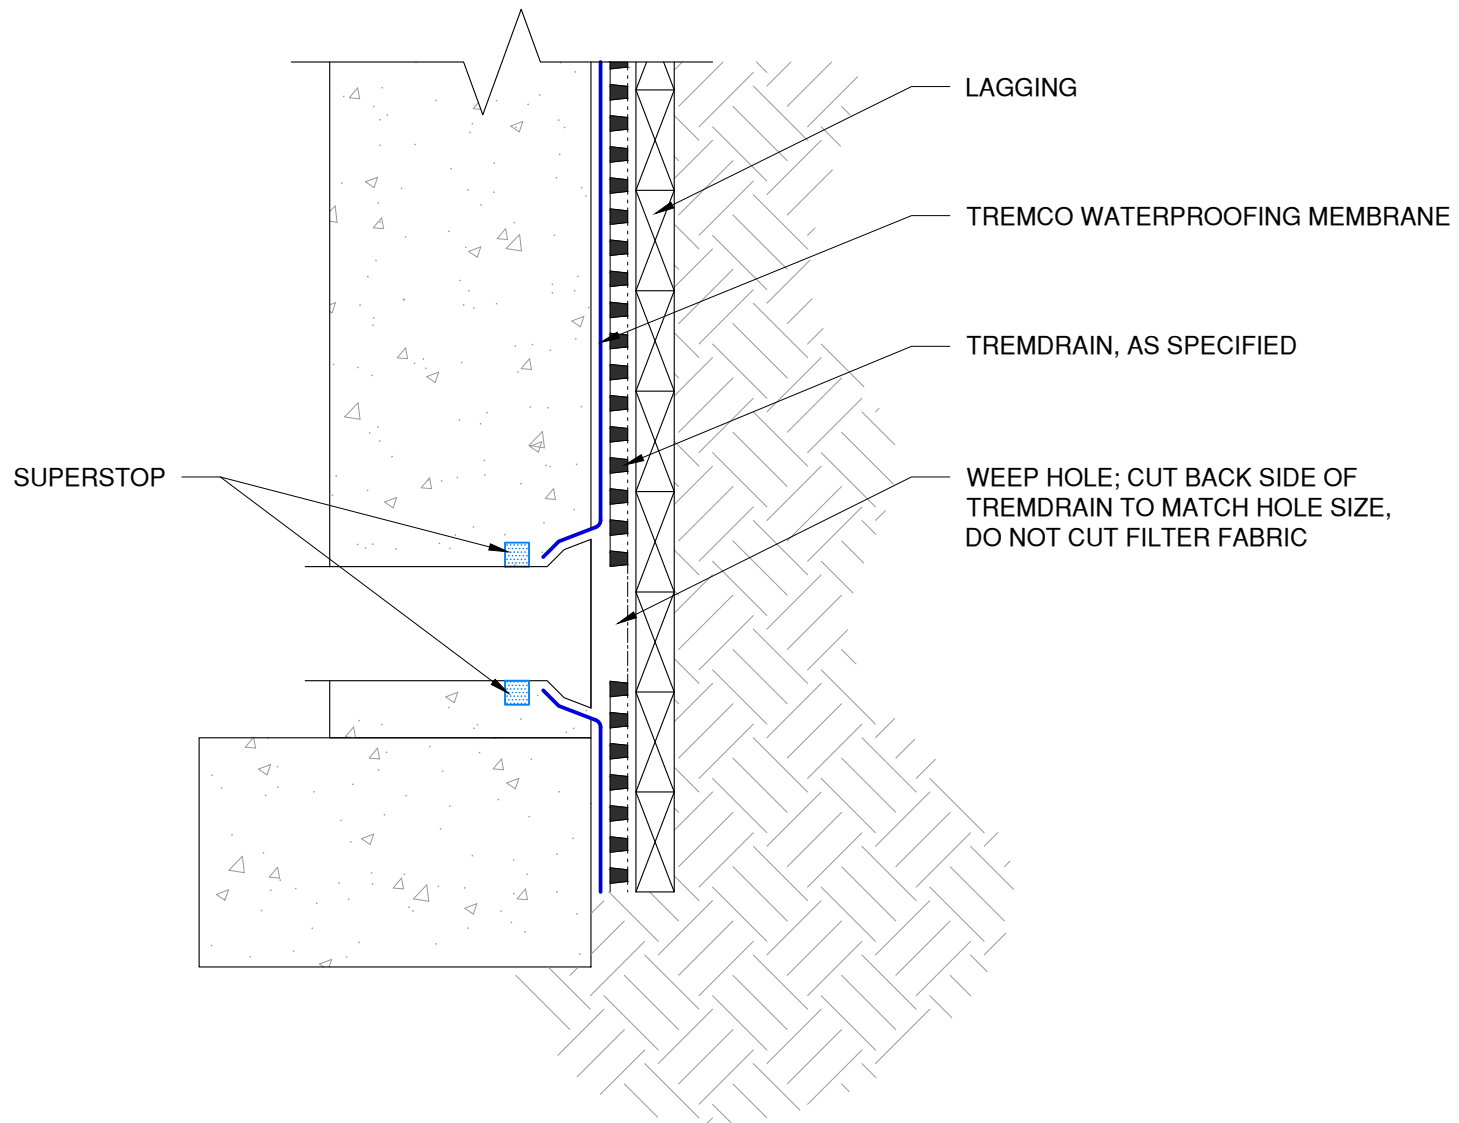 LAGGING
TREMCO WATERPROOFING MEMBRANE
TREMDRAIN, AS SPECIFIED
SUPERSTOP
WEEP HOLE; CUT BACK SIDE OF
TREMDRAIN TO MATCH HOLE SIZE,
DO NOT CUT FILTER FABRIC